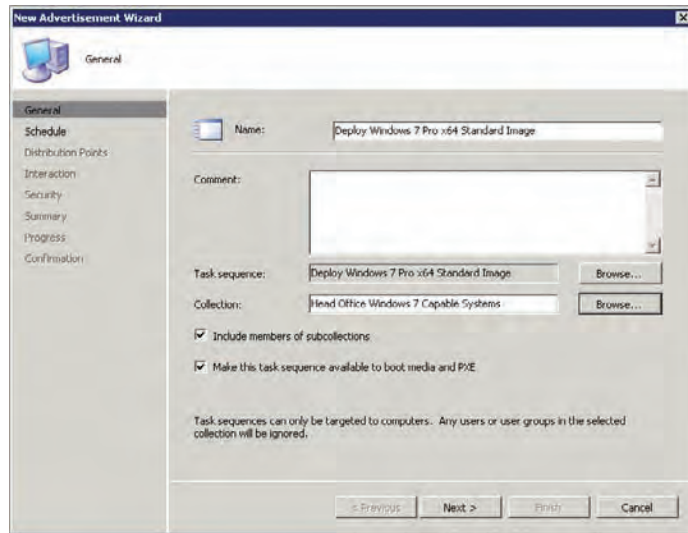 New Advertisement Wizard
General
General
Schedule
Distribution Points
Interaction
Security
Summary
Progress
Confirmation
Name: Deploy Windows 7 Pro x64 Standard Image
Comment:
Task sequence: Deploy Windows 7 Pro x64 Standard Image Browse...
Collection: Head Office Windows 7 Capable Systems Browse...
Include members of subcollections
Make this task sequence available to boot media and PXE
Task sequences can only be targeted to computers. Any users or user groups in the selected
collection will be ignored.
< Previous Next > Finish Cancel